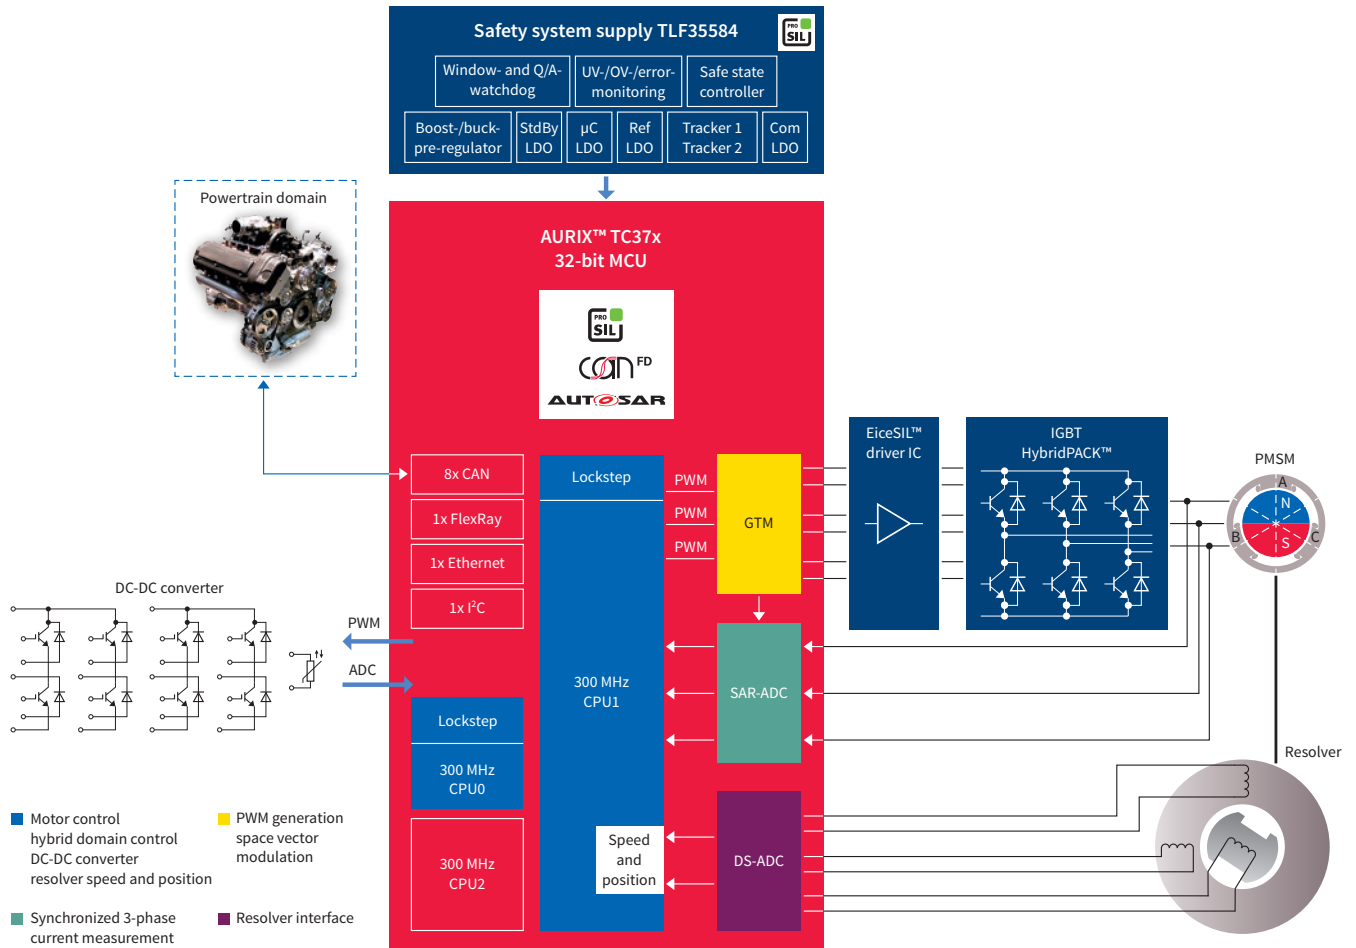 Safety system supply TLF35584
PRO
SIL
Window- and Q/A-
watchdog
UV-/OV-/error-
monitoring
Safe state
controller
Boost-/buck-
pre-regulator
StdBy
LDO
µC
LDO
Ref
LDO
Tracker 1
Tracker 2
Com
LDO
Powertrain domain
AURIX™ TC37x
32-bit MCU
PRO
SIL
CAN FD
AUTOSAR
8x CAN
1x FlexRay
1x Ethernet
1x I²C
Lockstep
300 MHz
CPU1
PWM
PWM
PWM
GTM
EiceSIL™
driver IC
IGBT
HybridPACK™
PMSM
A
N
B
C
S
DC-DC converter
PWM
ADC
SAR-ADC
Lockstep
300 MHz
CPU0
300 MHz
CPU2
Speed
and
position
DS-ADC
Resolver
Motor control
hybrid domain control
DC-DC converter
resolver speed and position
PWM generation
space vector
modulation
Synchronized 3-phase
current measurement
Resolver interface